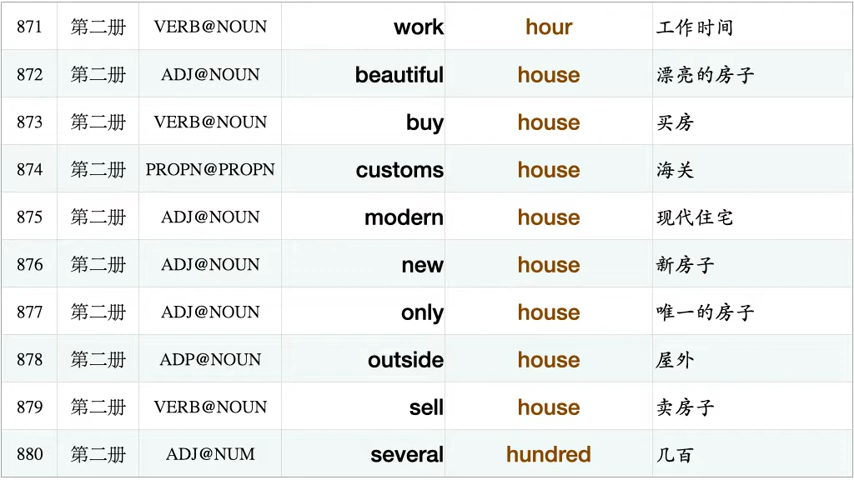 871 第二册 VERB@NOUN work hour 工作时间
872 第二册 ADJ@NOUN beautiful house 漂亮的房子
873 第二册 VERB@NOUN buy house 买房
874 第二册 PROPN@PROPN customs house 海关
875 第二册 ADJ@NOUN modern house 现代住宅
876 第二册 ADJ@NOUN new house 新房子
877 第二册 ADJ@NOUN only house 唯一的房子
878 第二册 ADP@NOUN outside house 屋外
879 第二册 VERB@NOUN sell house 卖房子
880 第二册 ADJ@NUM several hundred 几百